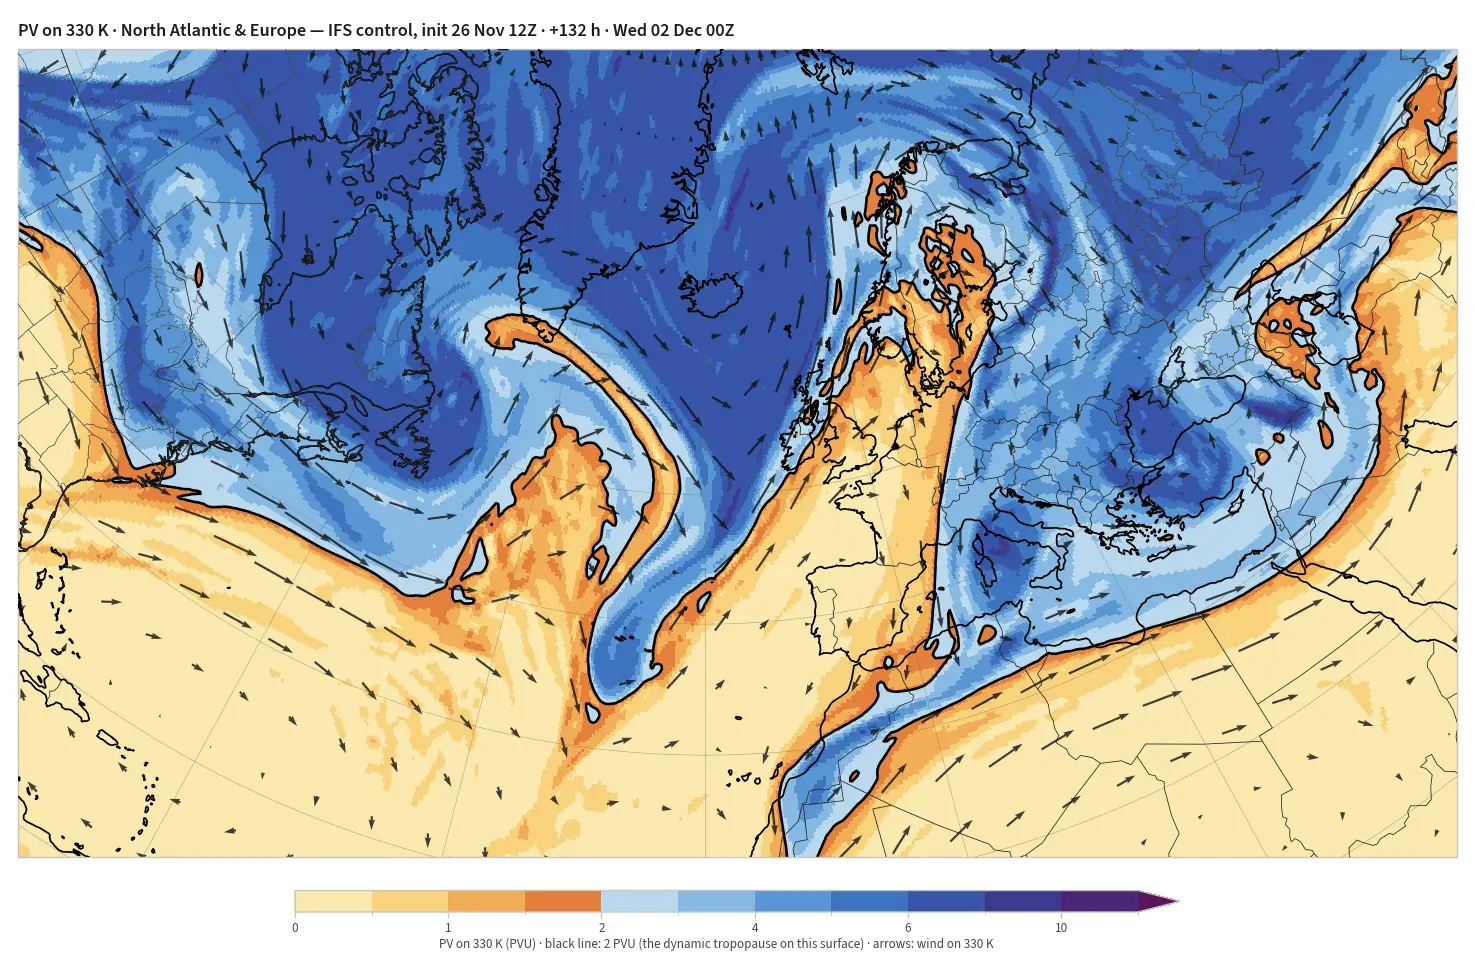 PV on 330 K · North Atlantic & Europe — IFS control, init 26 Nov 12Z · +132 h · Wed 02 Dec 00Z
0 1 2 4 6 10
PV on 330 K (PVU) · black line: 2 PVU (the dynamic tropopause on this surface) · arrows: wind on 330 K